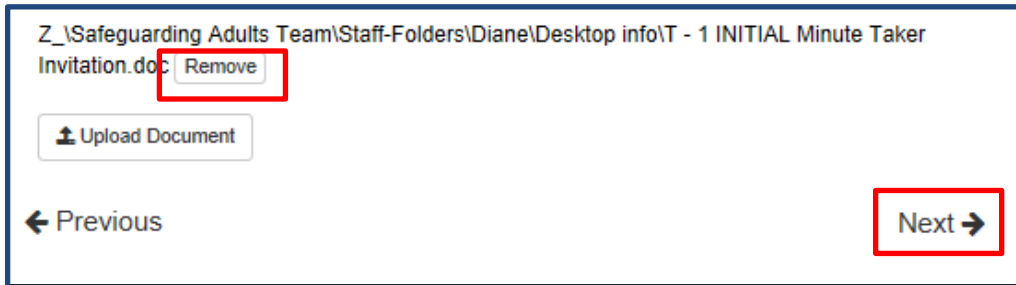 Z_\Safeguarding Adults Team\Staff-Folders\Diane\Desktop info\T - 1 INITIAL Minute Taker
Invitation.doc Remove
Upload Document
Previous
Next